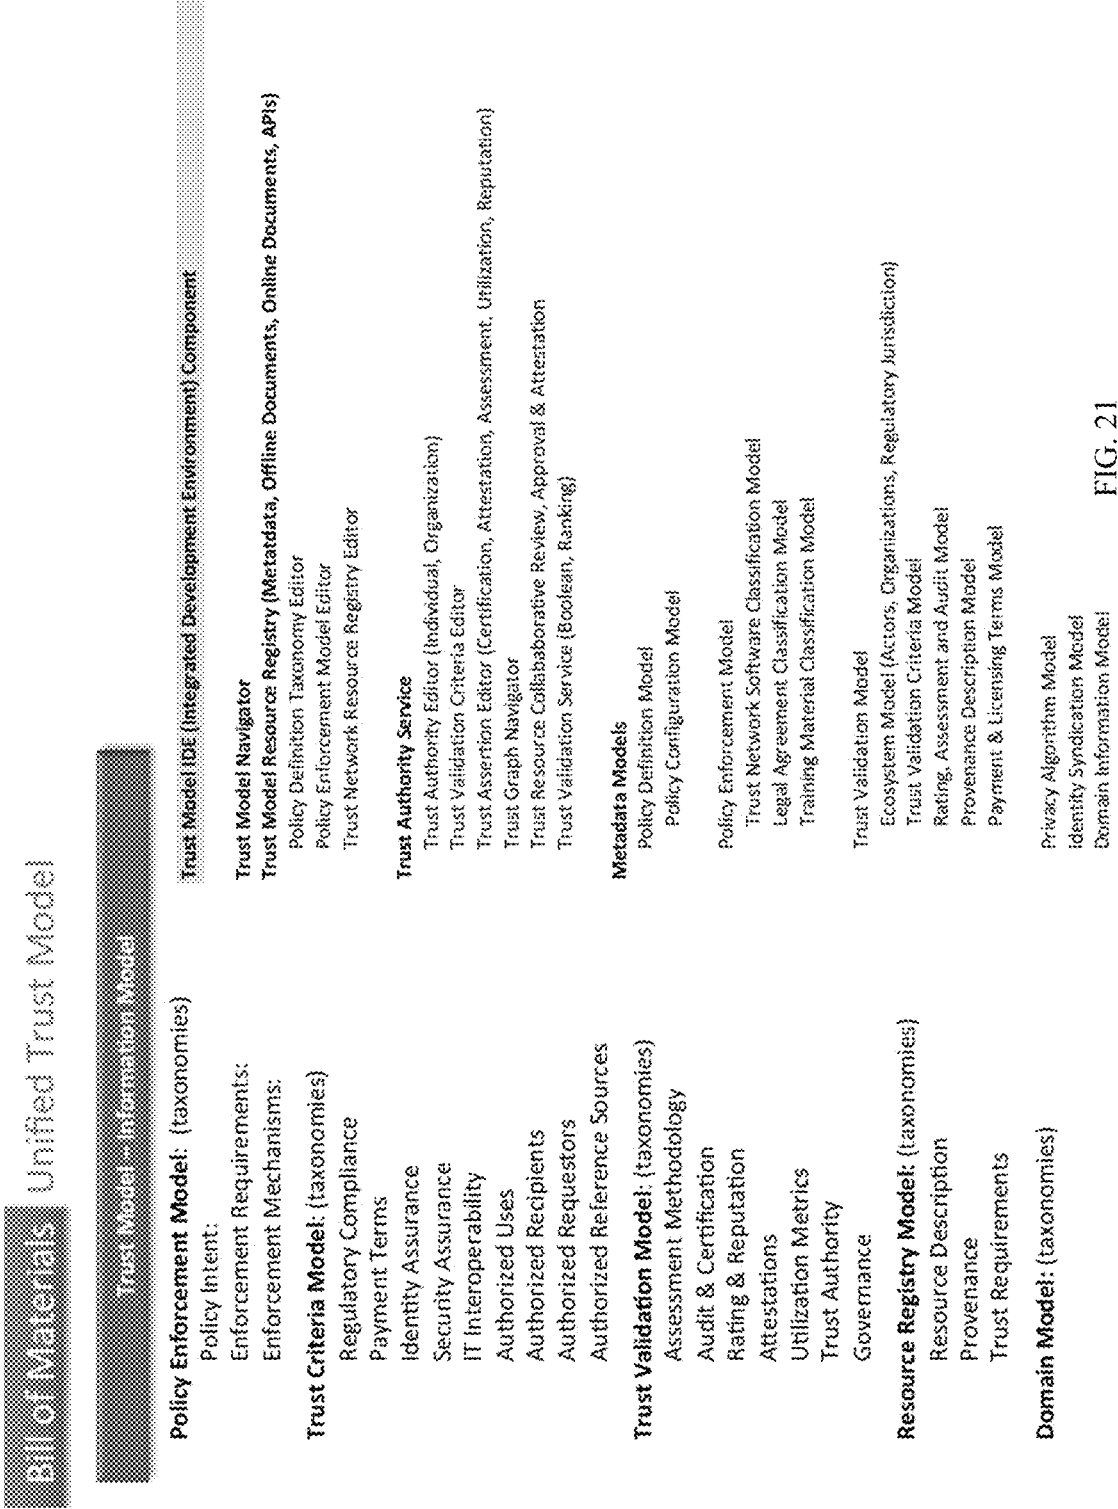 Bill of Materials Unified Trust Model
Trust Model – Information Model
Policy Enforcement Model: {taxonomies}
Policy Intent:
Enforcement Requirements:
Enforcement Mechanisms:
Trust Criteria Model: {taxonomies}
Regulatory Compliance
Payment Terms
Identity Assurance
Security Assurance
IT Interoperability
Authorized Uses
Authorized Recipients
Authorized Requestors
Authorized Reference Sources
Trust Validation Model: {taxonomies}
Assessment Methodology
Audit & Certification
Rating & Reputation
Attestations
Utilization Metrics
Trust Authority
Governance
Resource Registry Model: {taxonomies}
Resource Description
Provenance
Trust Requirements
Domain Model: {taxonomies}
Trust Model IDE (Integrated Development Environment) Component
Trust Model Navigator
Trust Model Resource Registry (Metatdata, Offline Documents, Online Documents, APIs)
Policy Definition Taxonomy Editor
Policy Enforcement Model Editor
Trust Network Resource Registry Editor
Trust Authority Service
Trust Authority Editor (Individual, Organization)
Trust Validation Criteria Editor
Trust Assertion Editor (Certification, Attestation, Assessment, Utilization, Reputation)
Trust Graph Navigator
Trust Resource Collababorative Review, Approval & Attestation
Trust Validation Service (Boolean, Ranking)
Metadata Models
Policy Definition Model
Policy Configuration Model
Policy Enforcement Model
Trust Network Software Classification Model
Legal Agreement Classification Model
Training Material Classification Model
Trust Validation Model
Ecosystem Model (Actors, Organizations, Regulatory Jurisdiction)
Trust Validation Criteria Model
Rating, Assessment and Audit Model
Provenance Description Model
Payment & Licensing Terms Model
Privacy Algorithm Model
Identity Syndication Model
Domain Information Model
FIG. 21